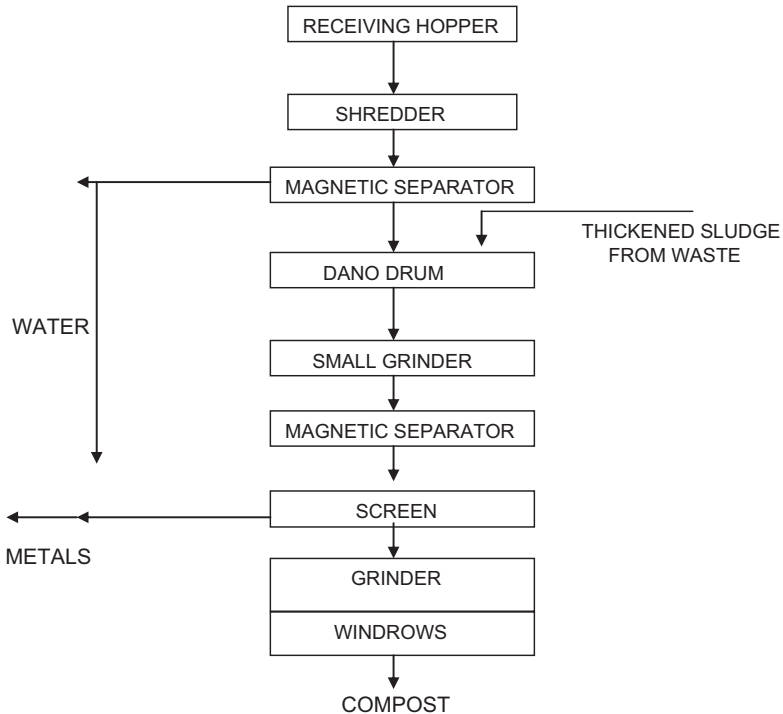 RECEIVING HOPPER
SHREDDER
MAGNETIC SEPARATOR
THICKENED SLUDGE
FROM WASTE
DANO DRUM
WATER
SMALL GRINDER
MAGNETIC SEPARATOR
SCREEN
METALS
GRINDER
WINDROWS
COMPOST